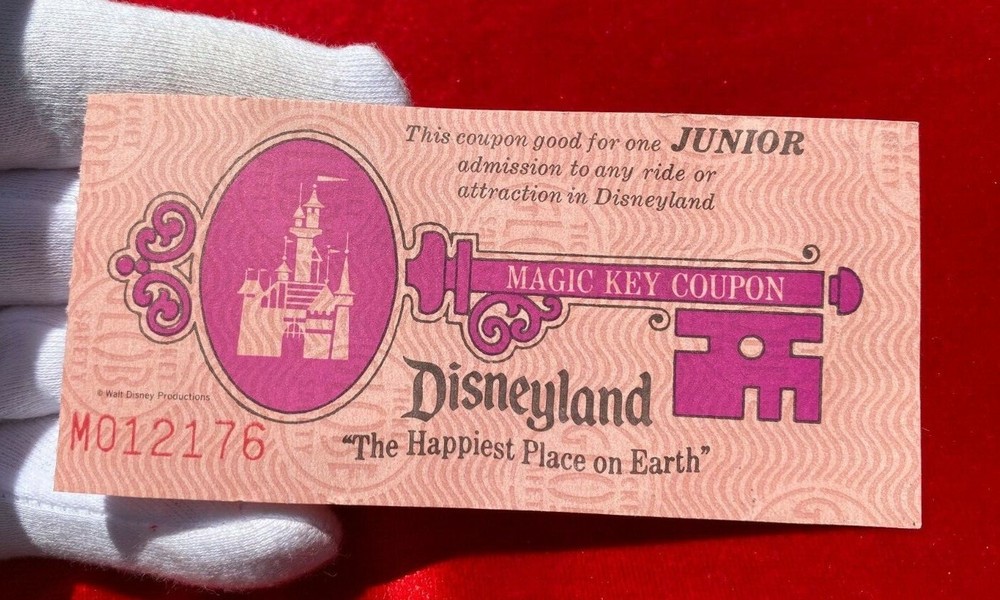 This coupon good for one JUNIOR
admission to any ride or
attraction in Disneyland
MAGIC KEY COUPON
Disneyland
© Walt Disney Productions
M012176
"The Happiest Place on Earth"